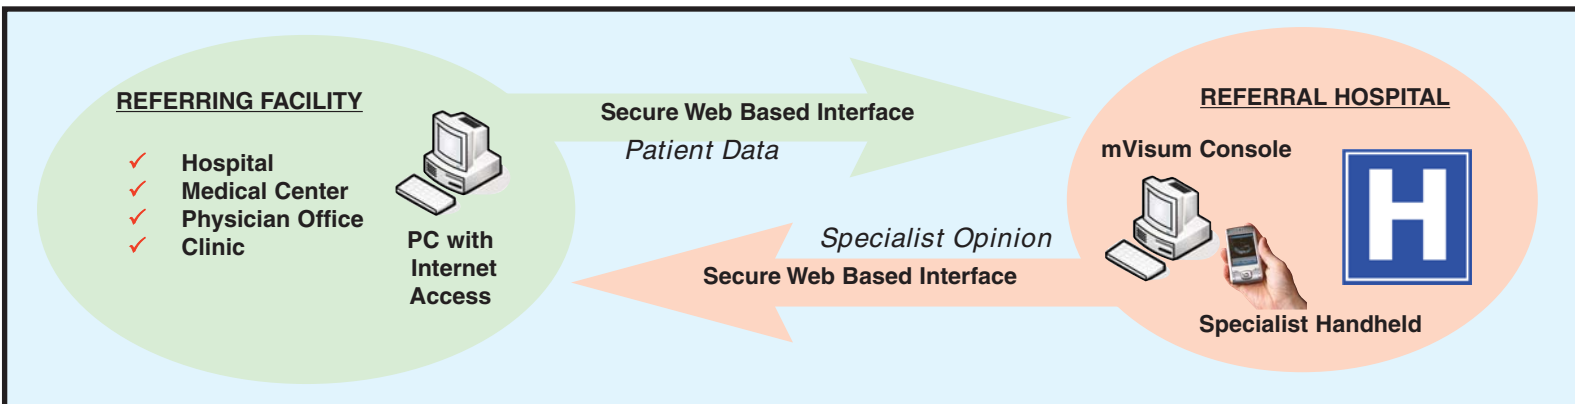 REFERRING FACILITY
✓ Hospital
✓ Medical Center
✓ Physician Office
✓ Clinic
PC with
Internet
Access
Secure Web Based Interface
Patient Data
Specialist Opinion
Secure Web Based Interface
REFERRAL HOSPITAL
mVisum Console
H
Specialist Handheld